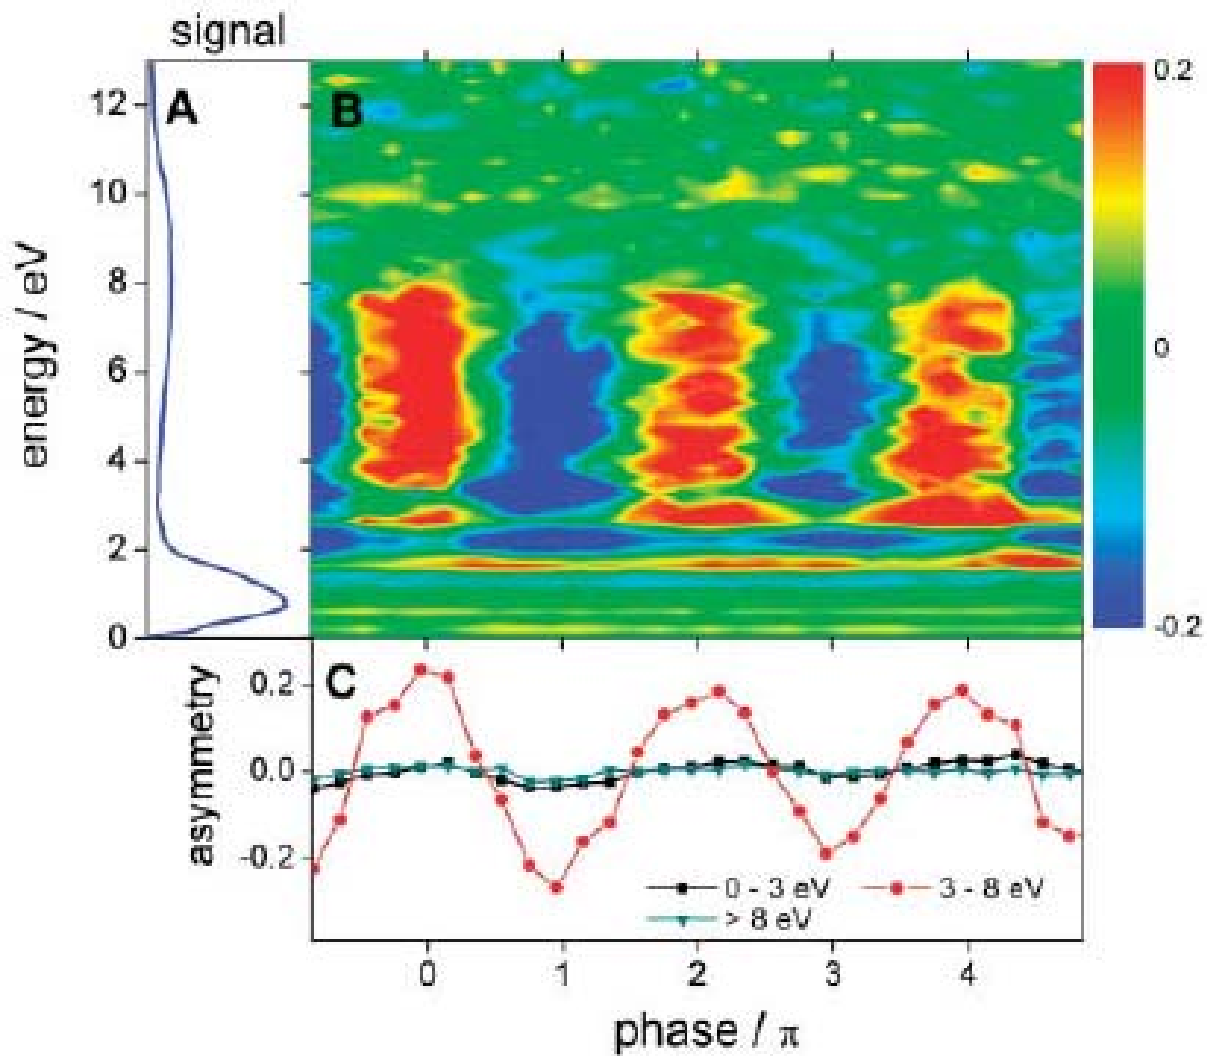 signal
A
B
0.2
12
10
8
energy / eV
6
0
4
2
0
-0.2
C
0.2
0.0
asymmetry
-0.2
0 - 3 eV
3 - 8 eV
> 8 eV
0 1 2 3 4
phase / π